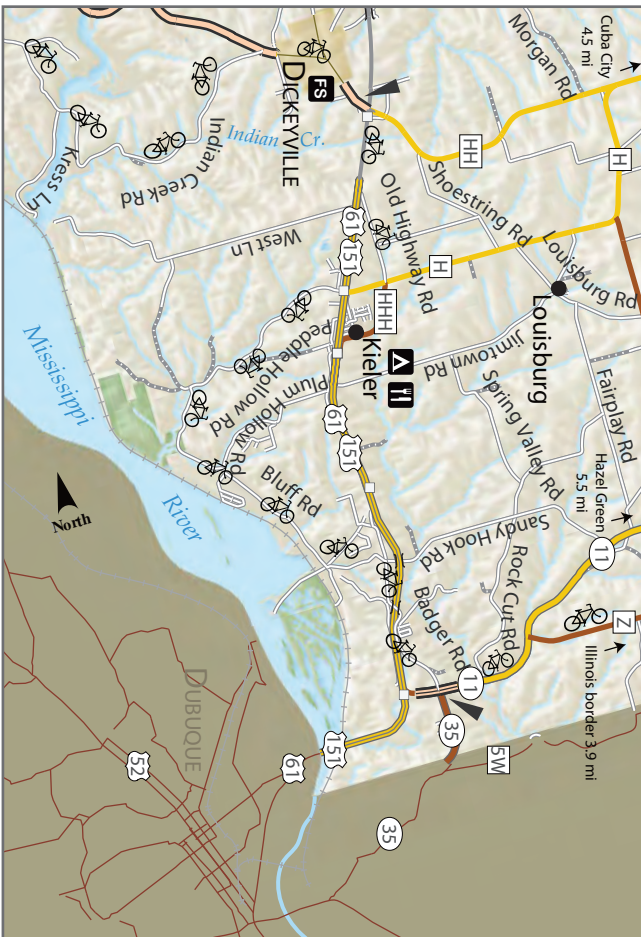 Cuba City
4.5 mi
Morgan Rd
H
HH
FS
DICKEYVILLE
Indian Cr.
Indian Creek Rd
Kress Ln
Shoestring Rd
Old Highway Rd
West Ln
61
151
H
HHH
Louisburg Rd
Louisburg
Kieler
Jimtown Rd
Fairplay Rd
Spring Valley Rd
Hazel Green
5.5 mi
11
Peddle Hollow Rd
Plum Hollow Rd
61
151
Bluff Rd
Sandy Hook Rd
Rock Cut Rd
Badger Rd
Z
Illinois border 3.9 mi
11
35
5W
35
Mississippi
River
North
DUBUQUE
52
61
151